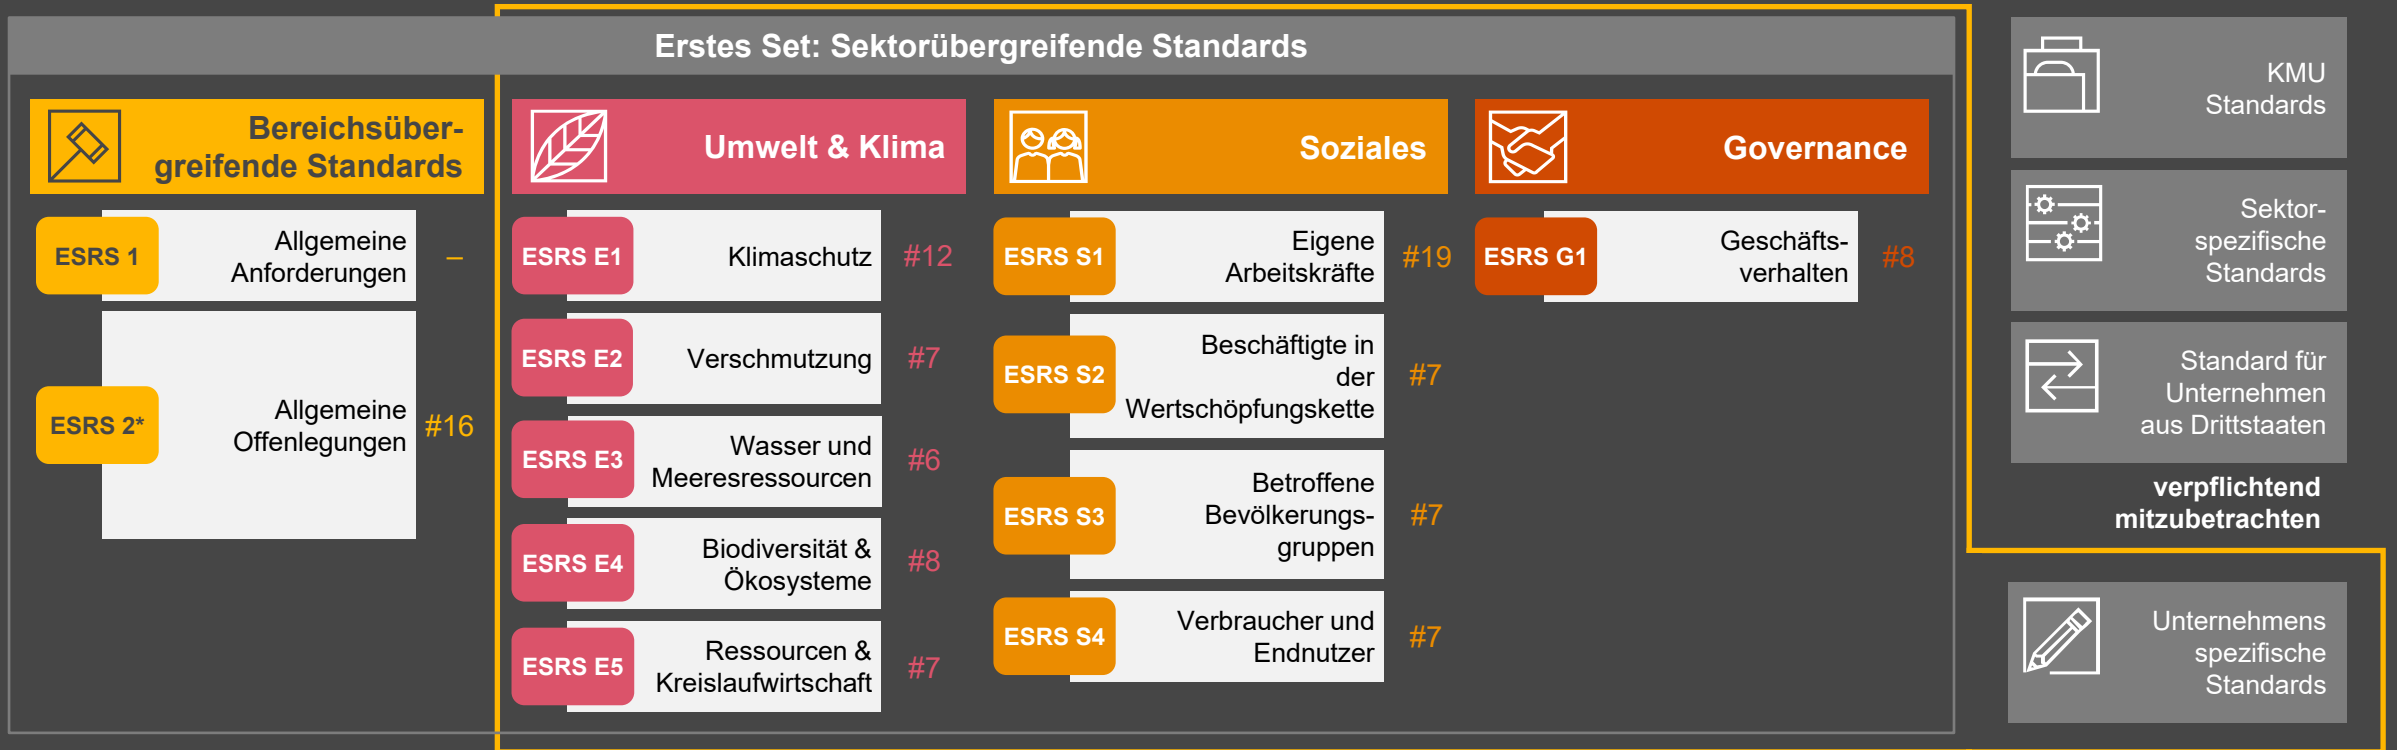 Erstes Set: Sektorübergreifende Standards
Bereichsüber-
greifende Standards
ESRS 1
Allgemeine
Anforderungen
–
ESRS 2*
Allgemeine
Offenlegungen
#16
Umwelt & Klima
ESRS E1
Klimaschutz
#12
ESRS E2
Verschmutzung
#7
ESRS E3
Wasser und
Meeresressourcen
#6
ESRS E4
Biodiversität &
Ökosysteme
#8
ESRS E5
Ressourcen &
Kreislaufwirtschaft
#7
Soziales
ESRS S1
Eigene
Arbeitskräfte
#19
ESRS S2
Beschäftigte in
der
Wertschöpfungskette
#7
ESRS S3
Betroffene
Bevölkerungs-
gruppen
#7
ESRS S4
Verbraucher und
Endnutzer
#7
Governance
ESRS G1
Geschäfts-
verhalten
#8
KMU
Standards
Sektor-
spezifische
Standards
Standard für
Unternehmen
aus Drittstaaten
verpflichtend
mitzubetrachten
Unternehmens
spezifische
Standards